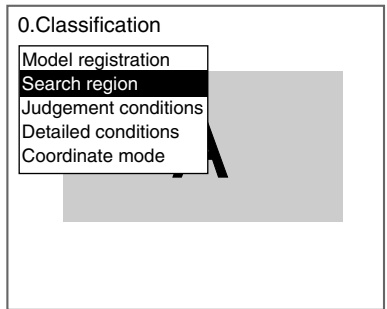 0.Classification
Model registration
Search region
Judgement conditions
Detailed conditions
Coordinate mode
A